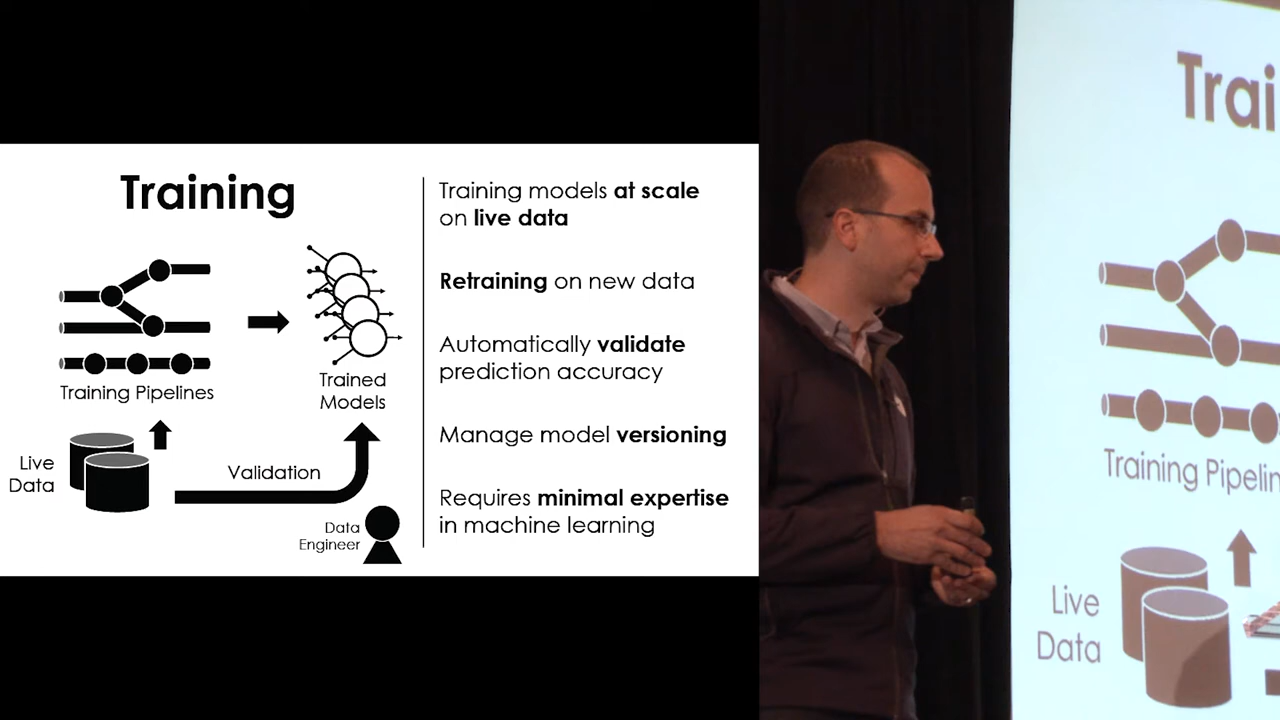 Training
Training Pipelines
Trained
Models
Live
Data
Validation
Data
Engineer
Training models at scale
on live data
Retraining on new data
Automatically validate
prediction accuracy
Manage model versioning
Requires minimal expertise
in machine learning
Trai
Training Pipelin
Live
Data